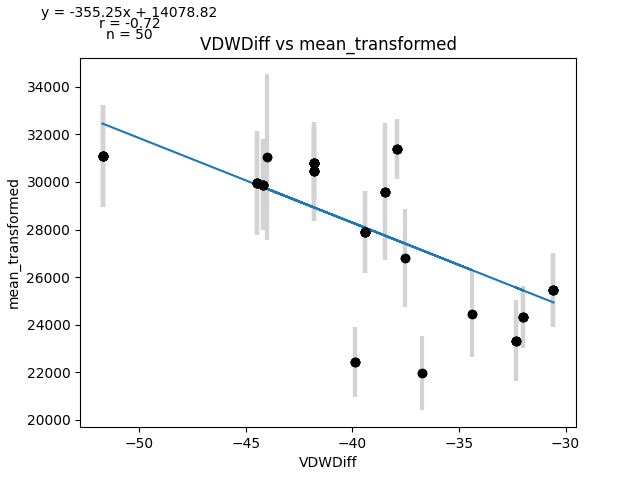 y = -355.25x + 14078.82
r = -0.72
n = 50
VDWDiff vs mean_transformed
mean_transformed
34000
32000
30000
28000
26000
24000
22000
20000
−50
−45
−40
−35
−30
VDWDiff